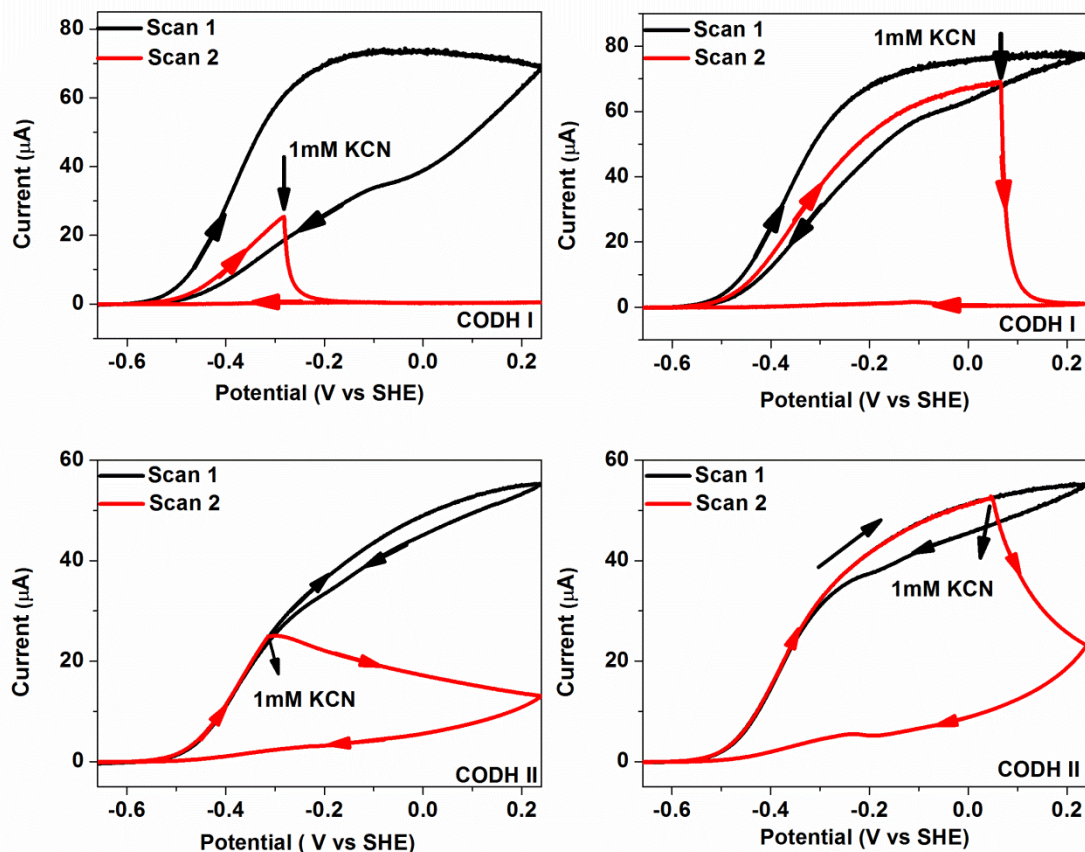 80
60
40
20
0
Current (µA)
Scan 1
Scan 2
1mM KCN
CODH I
-0.6 -0.4 -0.2 0.0 0.2
Potential (V vs SHE)
80
60
40
20
0
Current (µA)
Scan 1
Scan 2
1mM KCN
CODH I
-0.6 -0.4 -0.2 0.0 0.2
Potential (V vs SHE)
60
40
20
0
Current (µA)
Scan 1
Scan 2
1mM KCN
CODH II
-0.6 -0.4 -0.2 0.0 0.2
Potential ( V vs SHE)
60
40
20
0
Current (µA)
Scan 1
Scan 2
1mM KCN
CODH II
-0.6 -0.4 -0.2 0.0 0.2
Potential (V vs SHE)